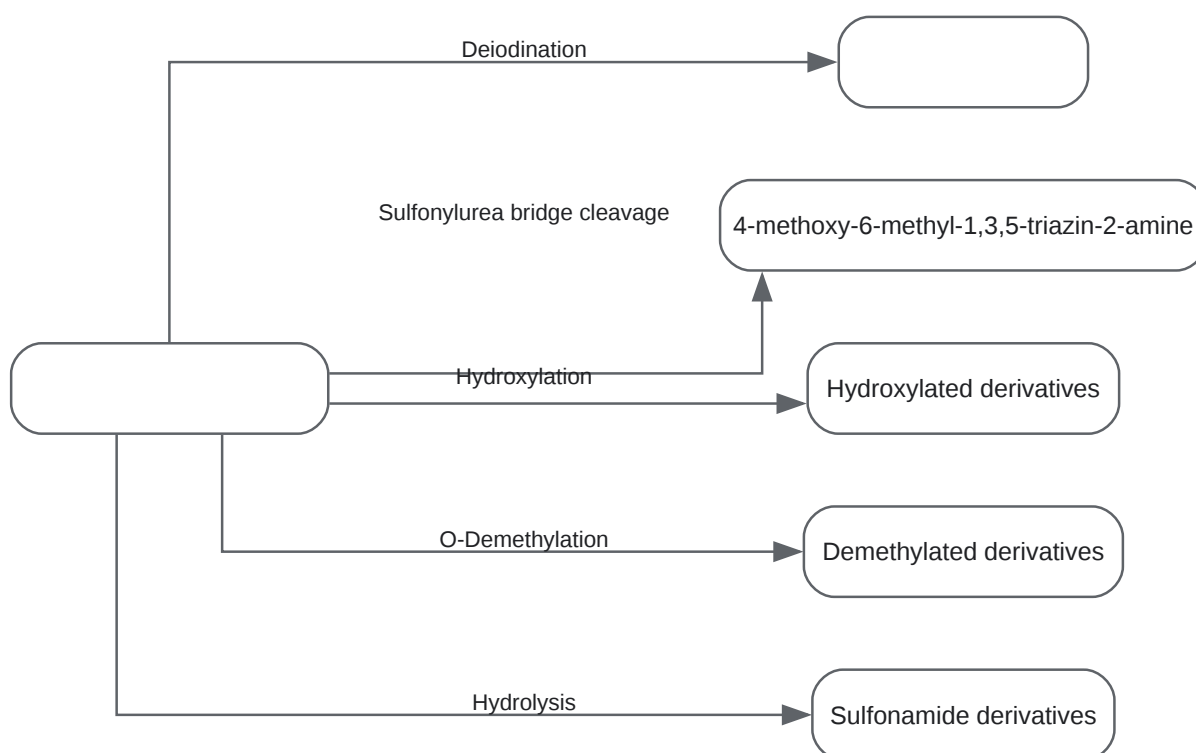 Deiodination
Sulfonylurea bridge cleavage
4-methoxy-6-methyl-1,3,5-triazin-2-amine
Hydroxylation
Hydroxylated derivatives
O-Demethylation
Demethylated derivatives
Hydrolysis
Sulfonamide derivatives